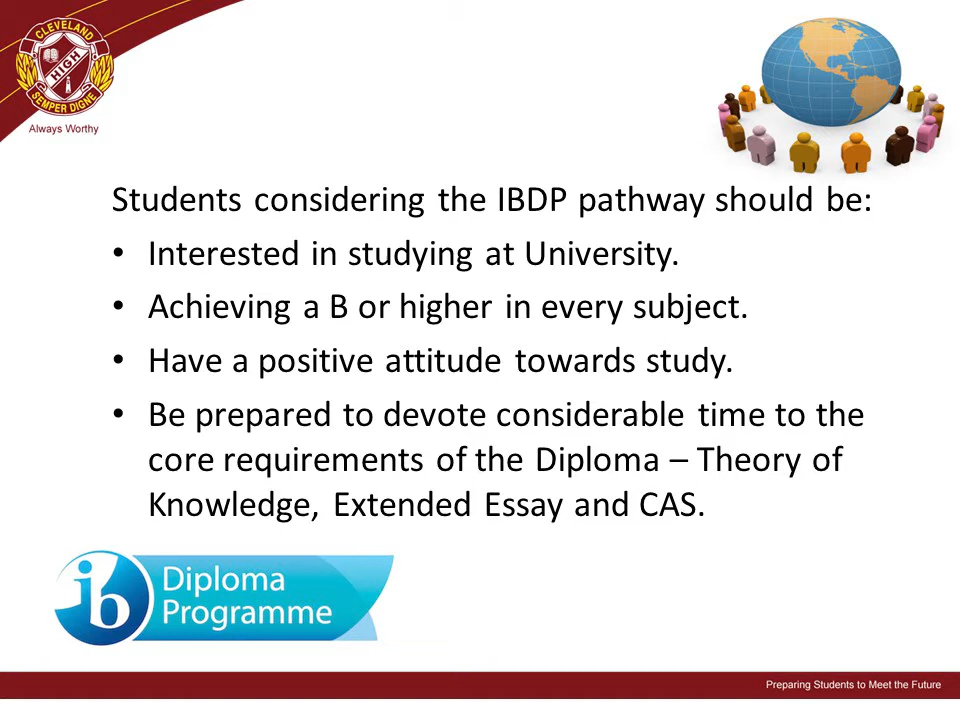 CLEVELAND
HIGH
SEMPER DIGNE
Always Worthy
Students considering the IBDP pathway should be:
• Interested in studying at University.
• Achieving a B or higher in every subject.
• Have a positive attitude towards study.
• Be prepared to devote considerable time to the
core requirements of the Diploma – Theory of
Knowledge, Extended Essay and CAS.
ib
Diploma
Programme
Preparing Students to Meet the Future